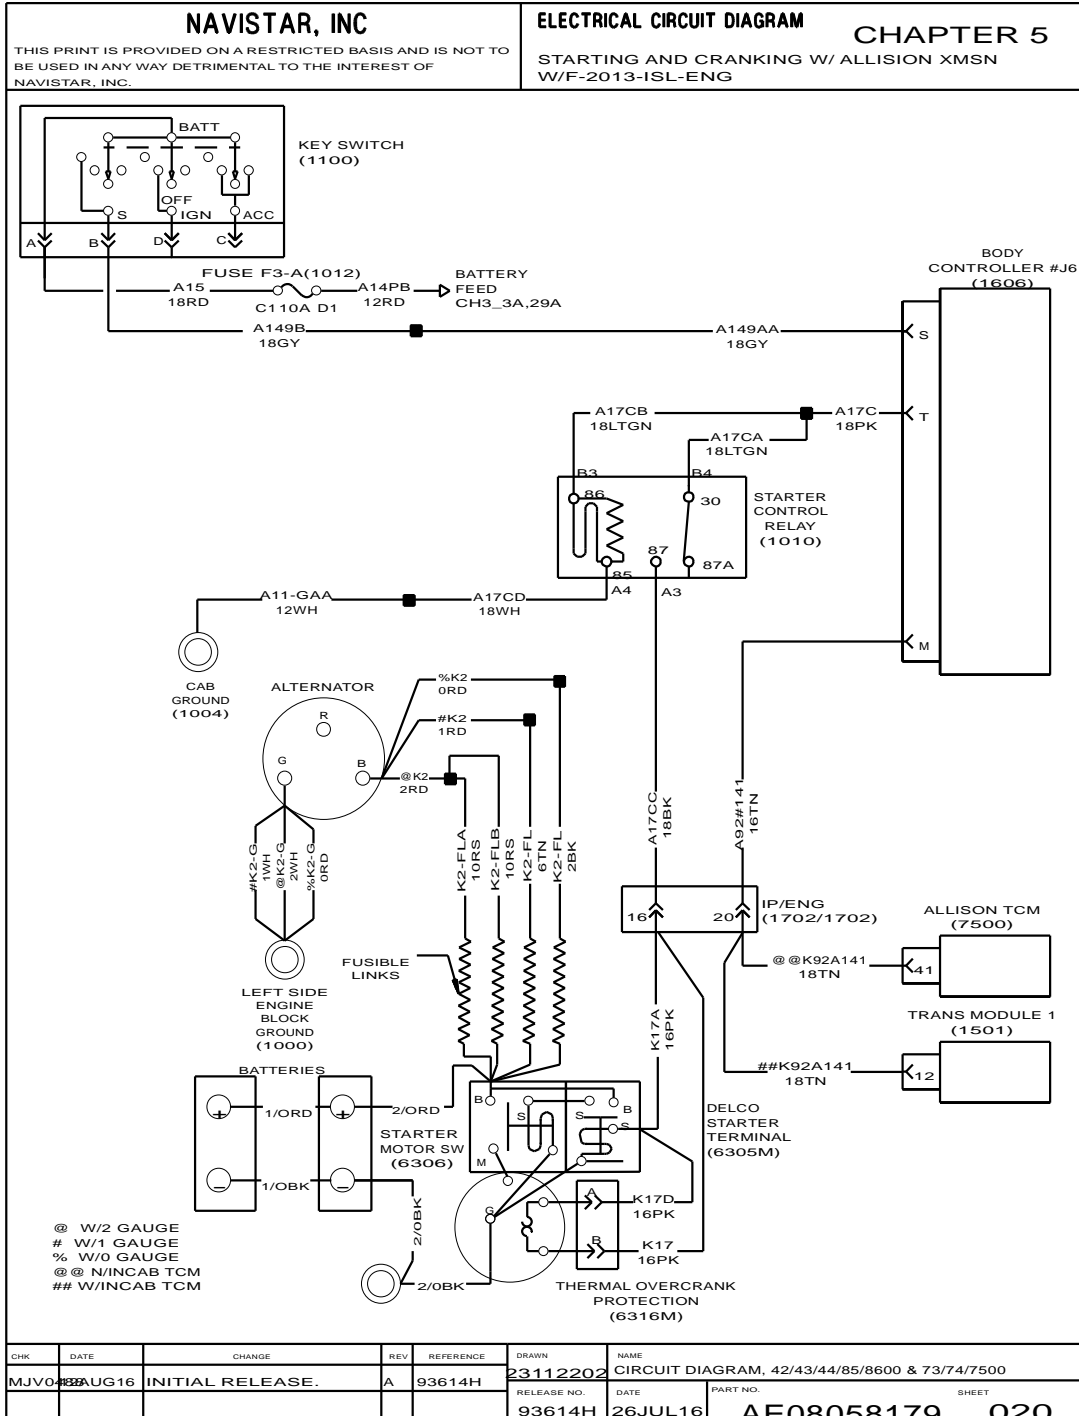 NAVISTAR, INC
THIS PRINT IS PROVIDED ON A RESTRICTED BASIS AND IS NOT TO
BE USED IN ANY WAY DETRIMENTAL TO THE INTEREST OF
NAVISTAR, INC.
ELECTRICAL CIRCUIT DIAGRAM
CHAPTER 5
STARTING AND CRANKING W/ ALLISION XMSN
W/F-2013-ISL-ENG
BATT
KEY SWITCH
(1100)
OFF
S
IGN
ACC
A
B
D
C
FUSE F3-A(1012)
A15
18RD
C110A D1
A14PB
12RD
BATTERY
FEED
CH3_3A,29A
A149B
18GY
A149AA
18GY
BODY
CONTROLLER #J6
(1606)
S
T
M
A17CB
18LTGN
A17C
18PK
A17CA
18LTGN
B3
B4
86
30
87
87A
85
A4
A3
STARTER
CONTROL
RELAY
(1010)
A11-GAA
12WH
A17CD
18WH
CAB
GROUND
(1004)
ALTERNATOR
R
G
B
%K2
0RD
#K2
1RD
@K2
2RD
#K2-G
1WH
@K2-G
2WH
%K2-G
0RD
K2-FLA
10RS
K2-FLB
10RS
K2-FL
6TN
K2-FL
2BK
A17CC
18BK
A92#141
16TN
16
20
IP/ENG
(1702/1702)
ALLISON TCM
(7500)
@@K92A141
18TN
41
TRANS MODULE 1
(1501)
##K92A141
18TN
12
FUSIBLE
LINKS
LEFT SIDE
ENGINE
BLOCK
GROUND
(1000)
K17A
16PK
BATTERIES
+
+
1/ORD
2/ORD
1/OBK
–
–
2/0BK
2/0BK
STARTER
MOTOR SW
(6306)
B
S
S
B
S
M
G
DELCO
STARTER
TERMINAL
(6305M)
A
B
K17D
16PK
K17
16PK
THERMAL OVERCRANK
PROTECTION
(6316M)
@ W/2 GAUGE
# W/1 GAUGE
% W/0 GAUGE
@@ N/INCAB TCM
## W/INCAB TCM
CHK
DATE
CHANGE
REV
REFERENCE
DRAWN
NAME
23112202
CIRCUIT DIAGRAM, 42/43/44/85/8600 & 73/74/7500
INITIAL RELEASE.
A
93614H
RELEASE NO.
DATE
PART NO.
SHEET
93614H
26JUL16
AE08058179
020